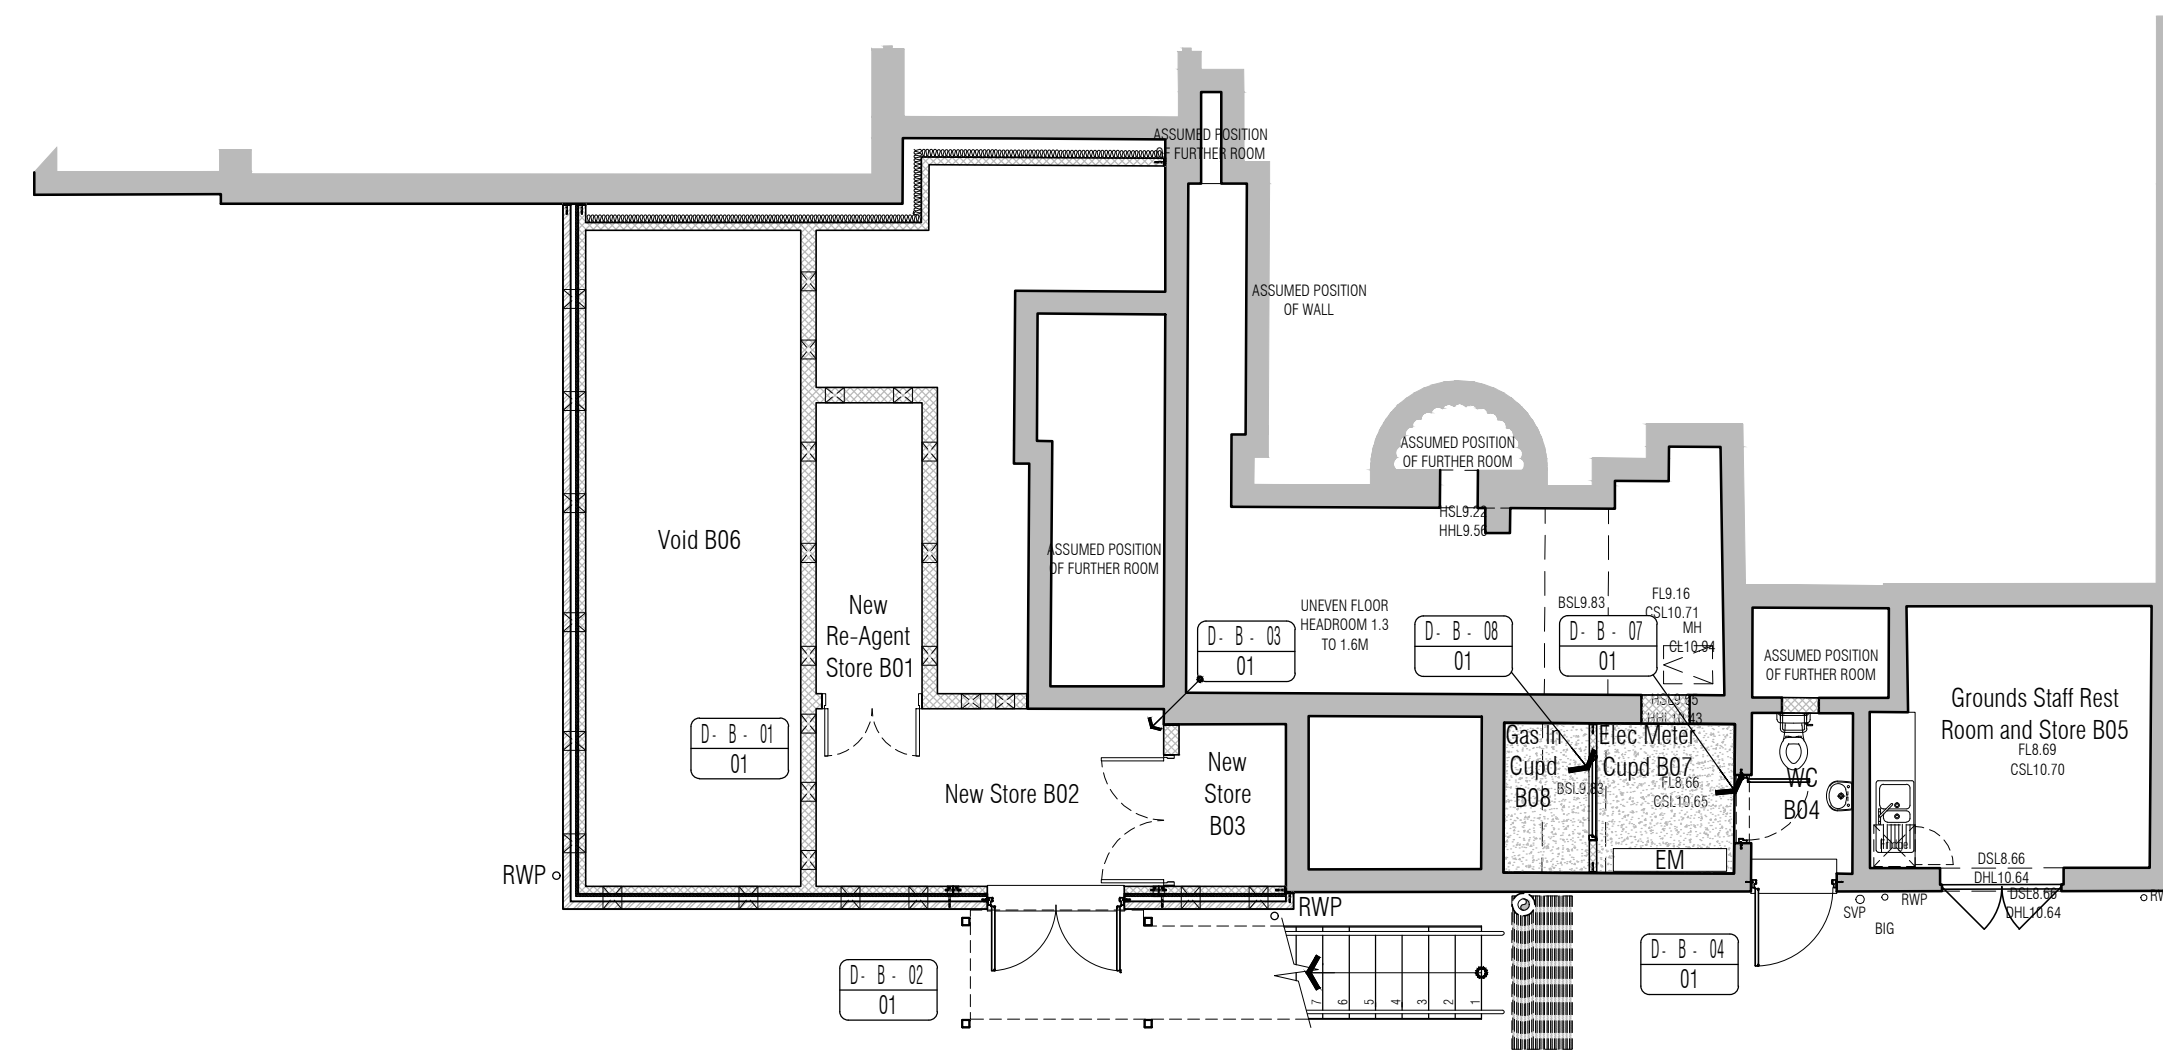 ASSUMED POSITION
OF FURTHER ROOM
ASSUMED POSITION
OF WALL
ASSUMED POSITION
OF FURTHER ROOM
HSL9.22
HHL9.56
Void B06
ASSUMED POSITION
OF FURTHER ROOM
New
Re-Agent
Store B01
UNEVEN FLOOR
HEADROOM 1.3
TO 1.6M
BSL9.83
FL9.16
CSL10.71
MH
CL10.94
D- B - 03
01
D- B - 08
01
D- B - 07
01
ASSUMED POSITION
OF FURTHER ROOM
Grounds Staff Rest
Room and Store B05
FL8.69
CSL10.70
D- B - 01
01
New Store B02
New
Store
B03
Gas In
Cupd
B08
BSL9.83
Elec Meter
Cupd B07
FL8.66
CSL10.65
EM
WC
B04
Fridge
DSL8.66
DHL10.64
DSL8.66
DHL10.64
RWP
RWP
SVP
RWP
BIG
D- B - 02
01
7
6
5
4
3
2
1
D- B - 04
01